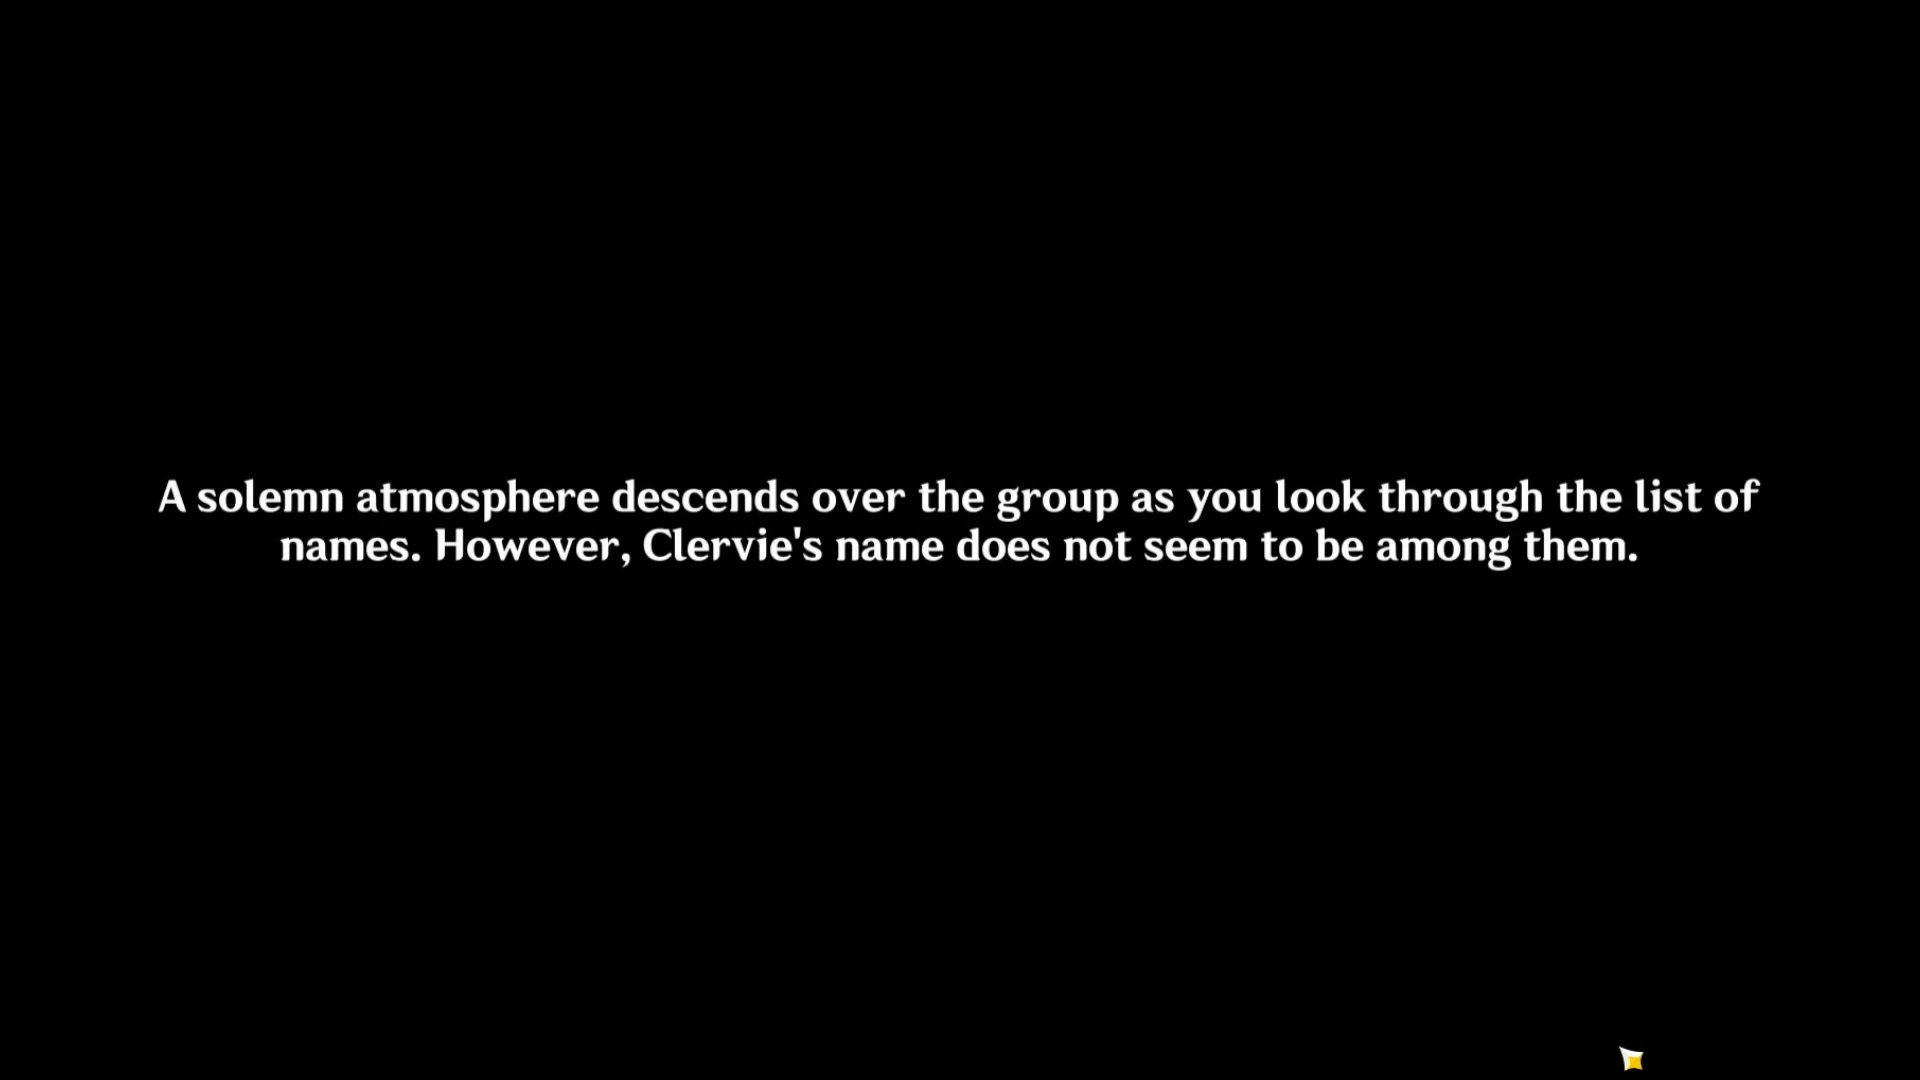 A solemn atmosphere descends over the group as you look through the list of
names. However, Clervie's name does not seem to be among them.